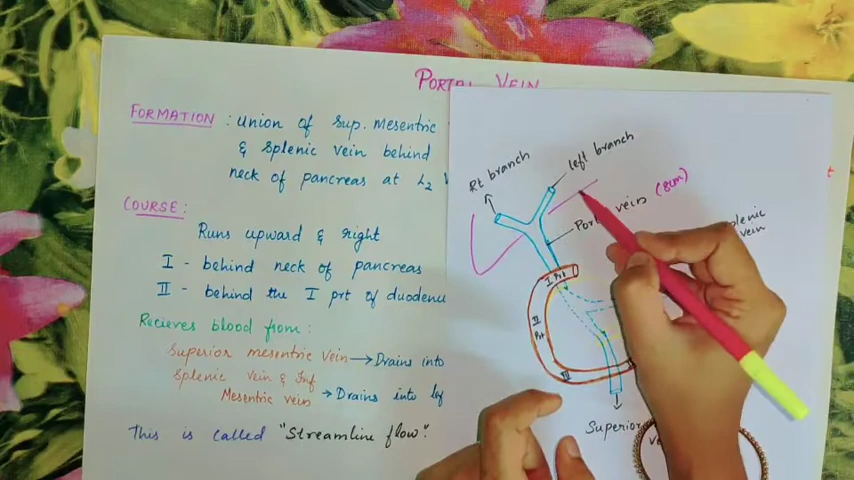 PORTAL VEIN
FORMATION : union of sup. mesentric
& splenic vein behind
neck of pancreas at L2
COURSE :
Runs upward & right
I - behind neck of pancreas
II - behind the I prt of duodenu
Recieves blood from :
Superior mesentric vein → Drains into
Splenic vein & Inf
Mesentric vein → Drains into lef
This is called "Streamline flow".
Rt branch
left branch
vein (8cm)
vein
I Prt
II
Prt
III
Superior